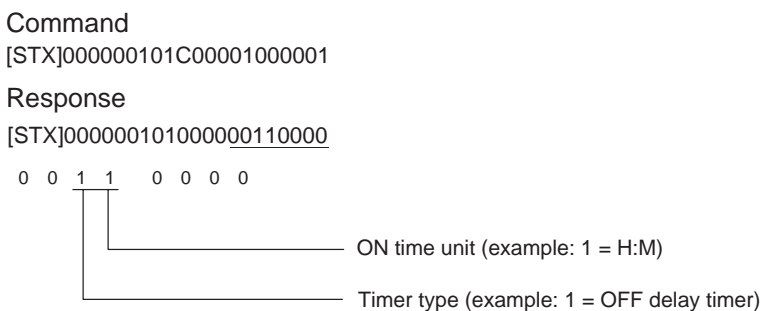 Command
[STX]000000101C00001000001
Response
[STX]000000101000000110000
0 0 1 1 0 0 0 0
ON time unit (example: 1 = H:M)
Timer type (example: 1 = OFF delay timer)